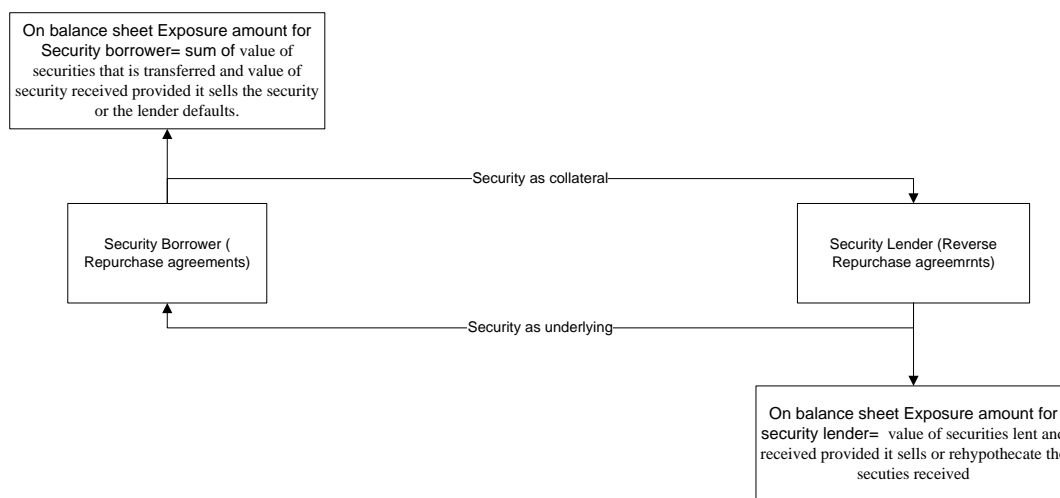 On balance sheet Exposure amount for
Security borrower= sum of value of
securities that is transferred and value of
security received provided it sells the security
or the lender defaults.
Security as collateral
Security Borrower (
Repurchase agreements)
Security Lender (Reverse
Repurchase agreemrnts)
Security as underlying
On balance sheet Exposure amount for
security lender= value of securities lent and
received provided it sells or rehypothecate the
secuties received